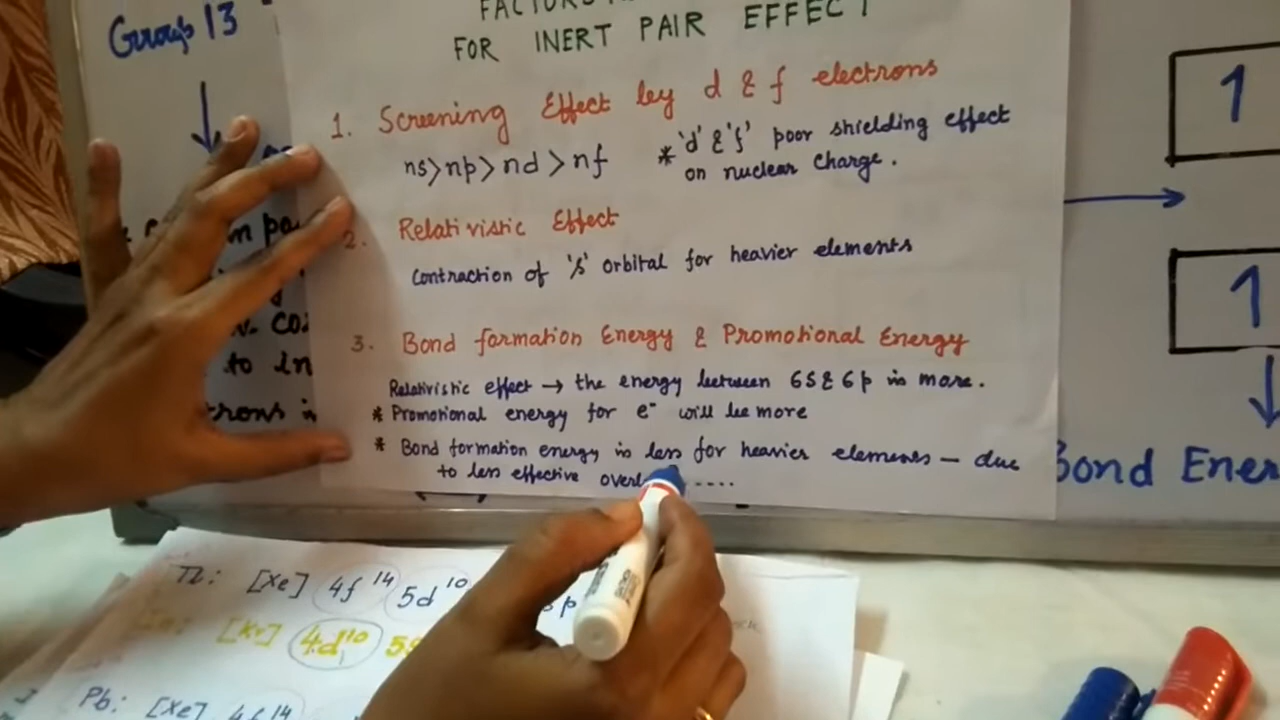 Group 13
FOR INERT PAIR EFFECT
1. Screening Effect by d & f electrons
ns>np>nd>nf
* 'd' & 'f' poor shielding effect
on nuclear charge.
2. Relativistic Effect
Contraction of 's' orbital for heavier elements
3. Bond formation Energy & Promotional Energy
Relativistic effect → the energy between 6S & 6p is more.
* Promotional energy for e⁻ will be more
* Bond formation energy is less for heavier elements — due
to less effective
1
1
Tl: [Xe] 4f¹⁴ 5d¹⁰
[Kr] 4d¹⁰
Pb: [Xe] 4f¹⁴